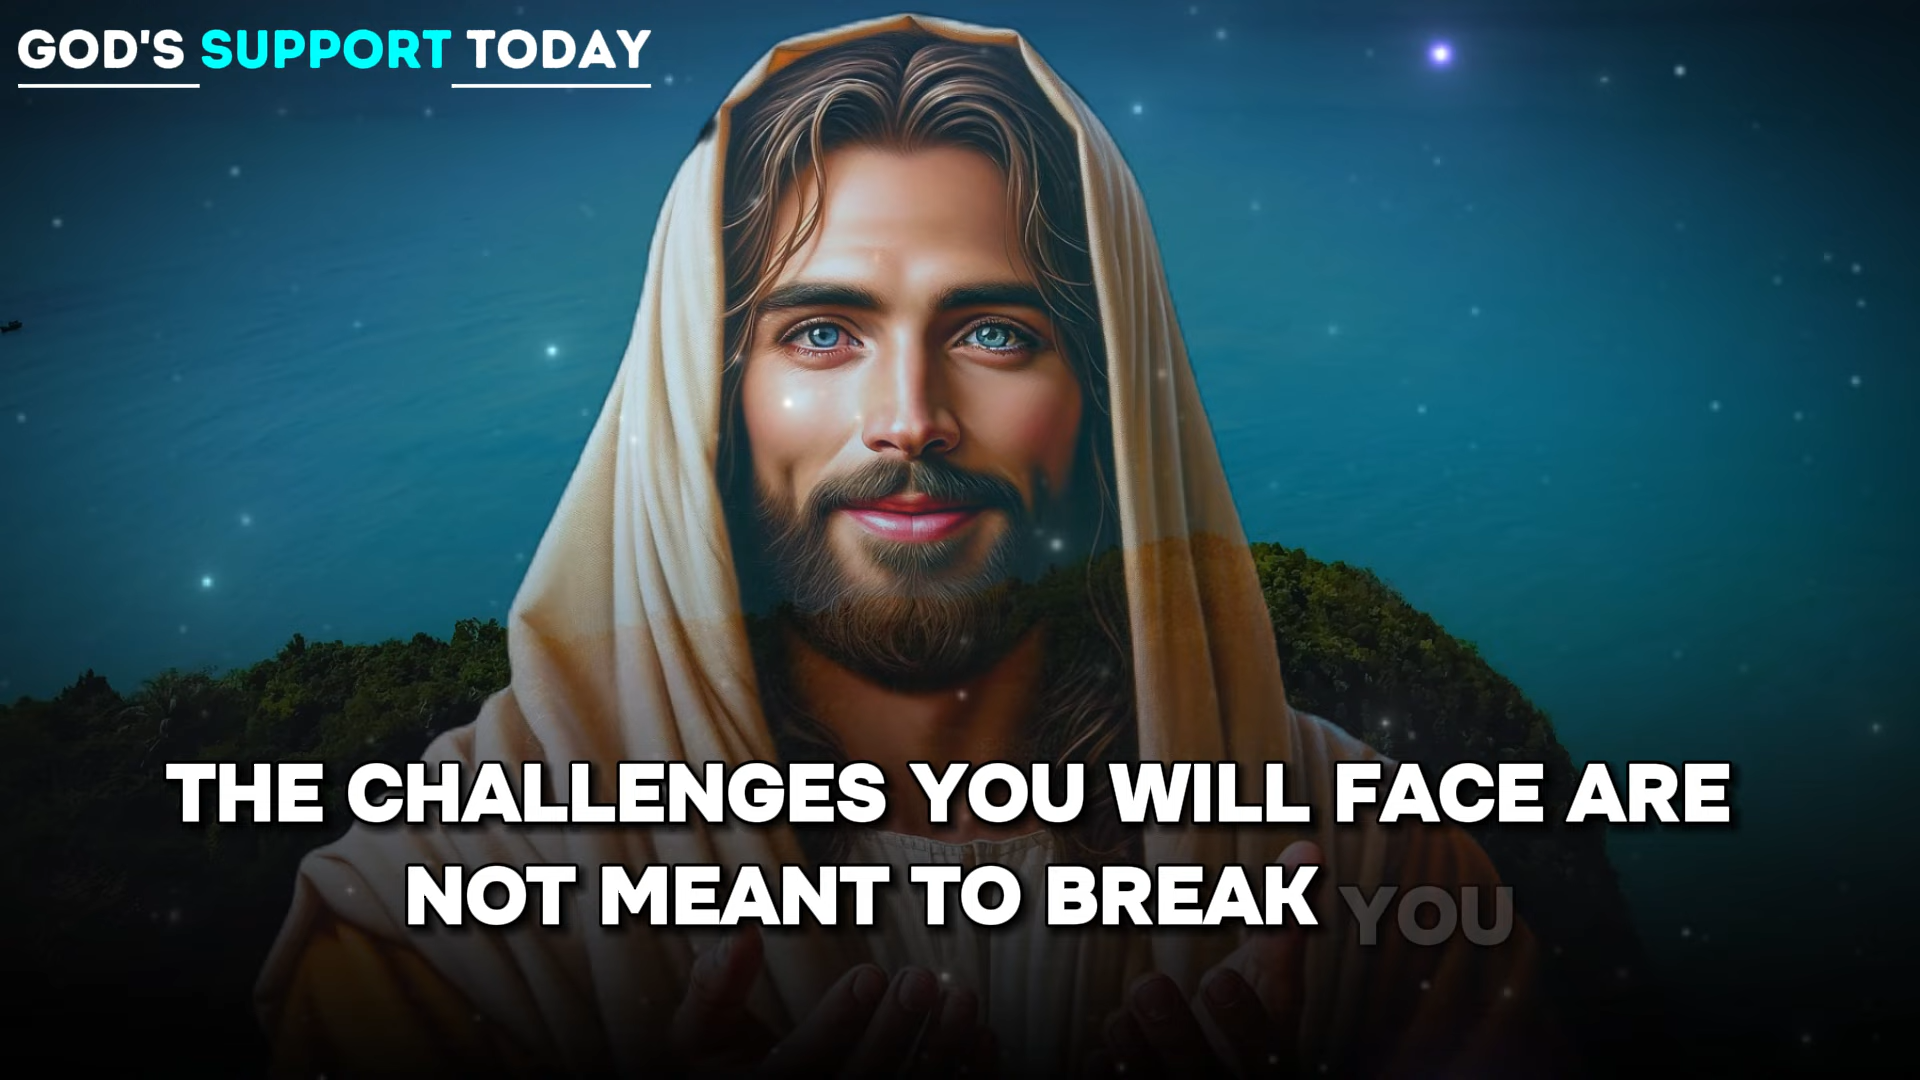 GOD'S SUPPORT TODAY
THE CHALLENGES YOU WILL FACE ARE
NOT MEANT TO BREAK YOU